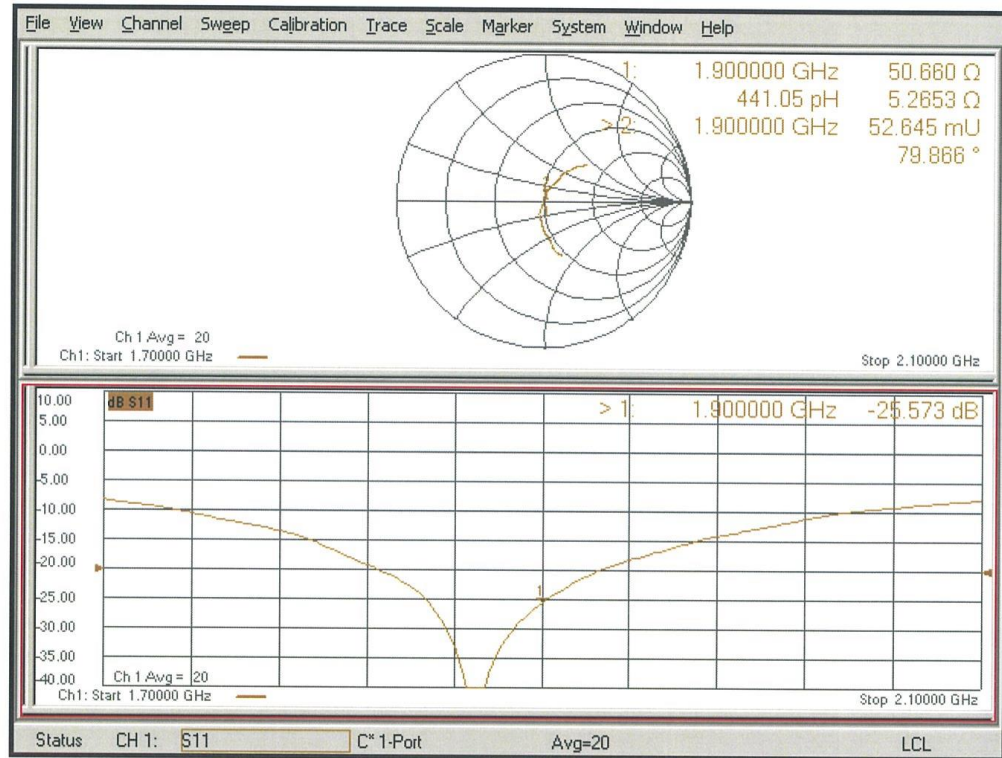 File View Channel Sweep Calibration Trace Scale Marker System Window Help
1: 1.900000 GHz 50.660 Ω
441.05 pH 5.2653 Ω
> 2: 1.900000 GHz 52.645 mU
79.866 °
Ch 1 Avg = 20
Ch1: Start 1.70000 GHz
Stop 2.10000 GHz
10.00
dB S11
> 1: 1.900000 GHz -25.573 dB
5.00
0.00
-5.00
-10.00
-15.00
-20.00
-25.00
1
-30.00
-35.00
-40.00
Ch 1 Avg = 20
Ch1: Start 1.70000 GHz
Stop 2.10000 GHz
Status CH 1: S11 C* 1-Port Avg=20 LCL